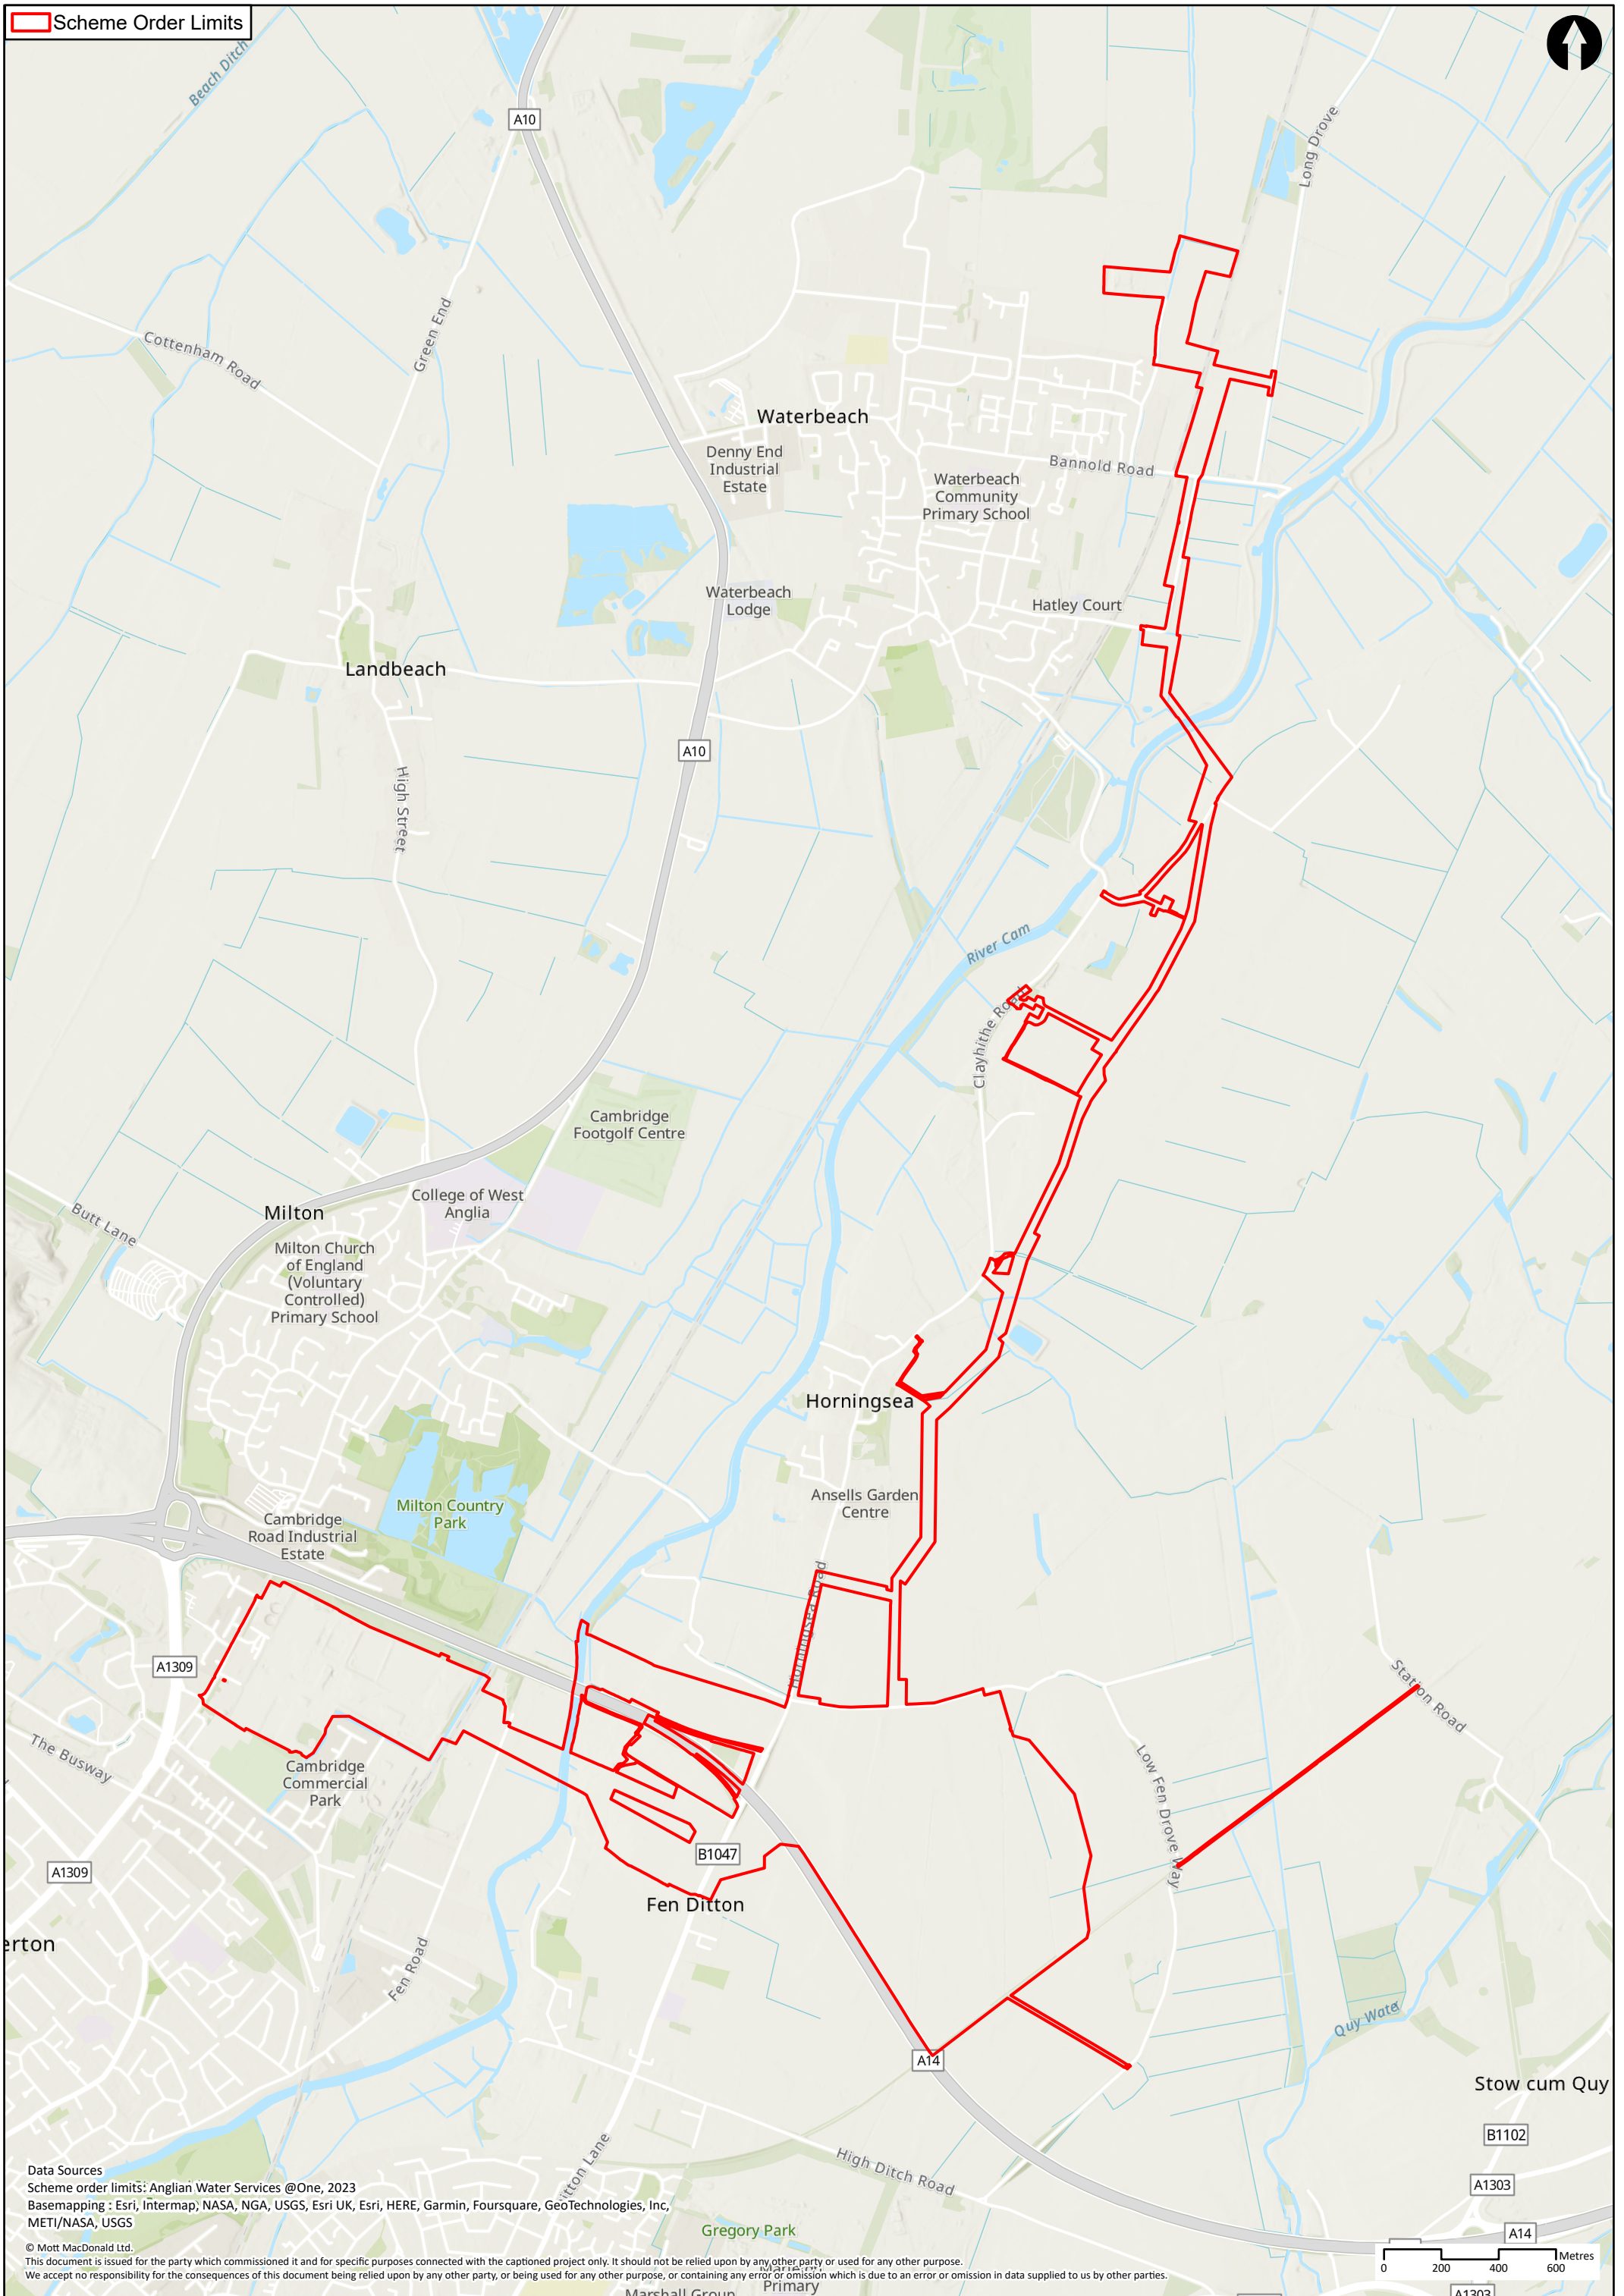 Scheme Order Limits
Beach Ditch
A10
Long Drove
Green End
Cottenham Road
Waterbeach
Denny End
Industrial
Estate
Bannold Road
Waterbeach
Community
Primary School
Waterbeach
Lodge
Hatley Court
Landbeach
A10
High Street
River Cam
Clayhithe Road
Cambridge
Footgolf Centre
College of West
Anglia
Butt Lane
Milton
Milton Church
of England
(Voluntary
Controlled)
Primary School
Horningsea
Milton Country
Park
Ansells Garden
Centre
Cambridge
Road Industrial
Estate
Horningsea Road
A1309
Station Road
The Busway
Cambridge
Commercial
Park
Low Fen Drove Way
B1047
A1309
Fen Ditton
erton
Fen Road
Quy Water
A14
Stow cum Quy
B1102
High Ditch Road
itton Lane
A1303
A14
Gregory Park
Primary
Marshall Group
A1303
Data Sources
Scheme order limits: Anglian Water Services @One, 2023
Basemapping : Esri, Intermap, NASA, NGA, USGS, Esri UK, Esri, HERE, Garmin, Foursquare, GeoTechnologies, Inc,
METI/NASA, USGS
© Mott MacDonald Ltd.
This document is issued for the party which commissioned it and for specific purposes connected with the captioned project only. It should not be relied upon by any other party or used for any other purpose.
We accept no responsibility for the consequences of this document being relied upon by any other party, or being used for any other purpose, or containing any error or omission which is due to an error or omission in data supplied to us by other parties.
Metres
0 200 400 600